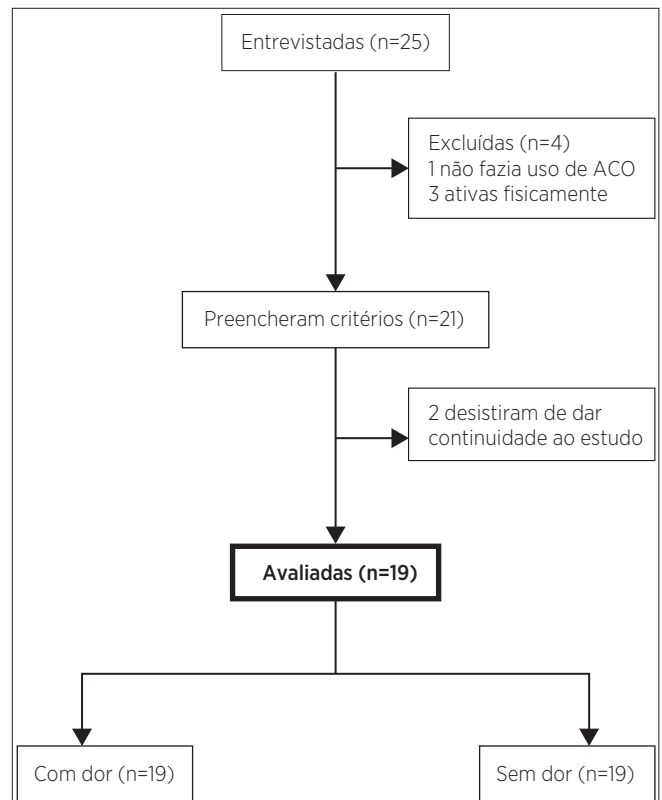 Entrevistadas (n=25)
Excluídas (n=4)
1 não fazia uso de ACO
3 ativas fisicamente
Preencheram critérios (n=21)
2 desistiram de dar
continuidade ao estudo
Avaliadas (n=19)
Com dor (n=19)
Sem dor (n=19)